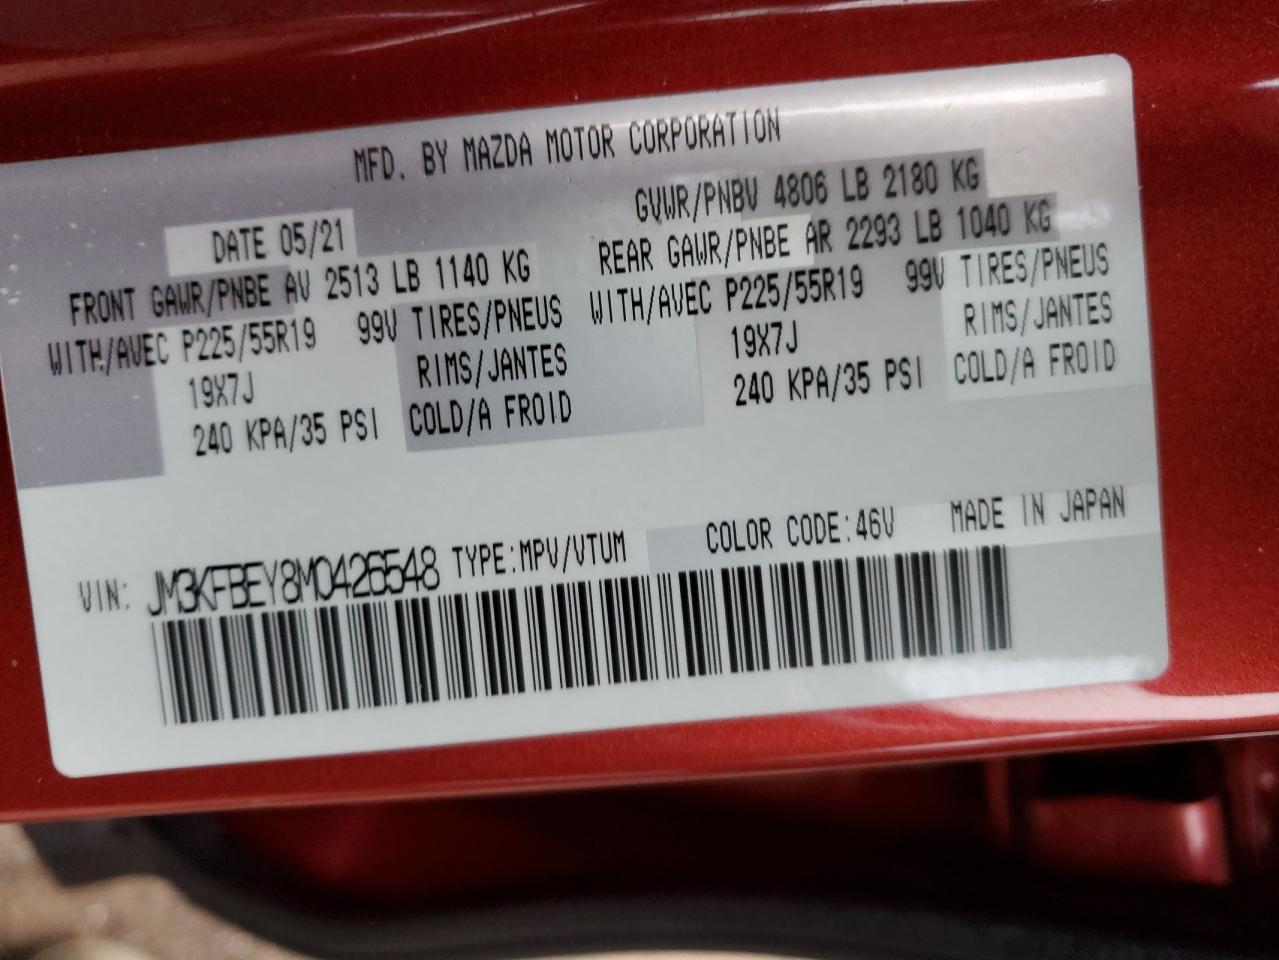 MFD. BY MAZDA MOTOR CORPORATION
DATE 05/21 GVWR/PNBV 4806 LB 2180 KG
FRONT GAWR/PNBE AV 2513 LB 1140 KG REAR GAWR/PNBE AR 2293 LB 1040 KG
WITH/AVEC P225/55R19 99V TIRES/PNEUS WITH/AVEC P225/55R19 99V TIRES/PNEUS
19X7J RIMS/JANTES 19X7J RIMS/JANTES
240 KPA/35 PSI COLD/A FROID 240 KPA/35 PSI COLD/A FROID
VIN: JM3KFBEY8M0426548 TYPE:MPV/VTUM COLOR CODE:46V MADE IN JAPAN